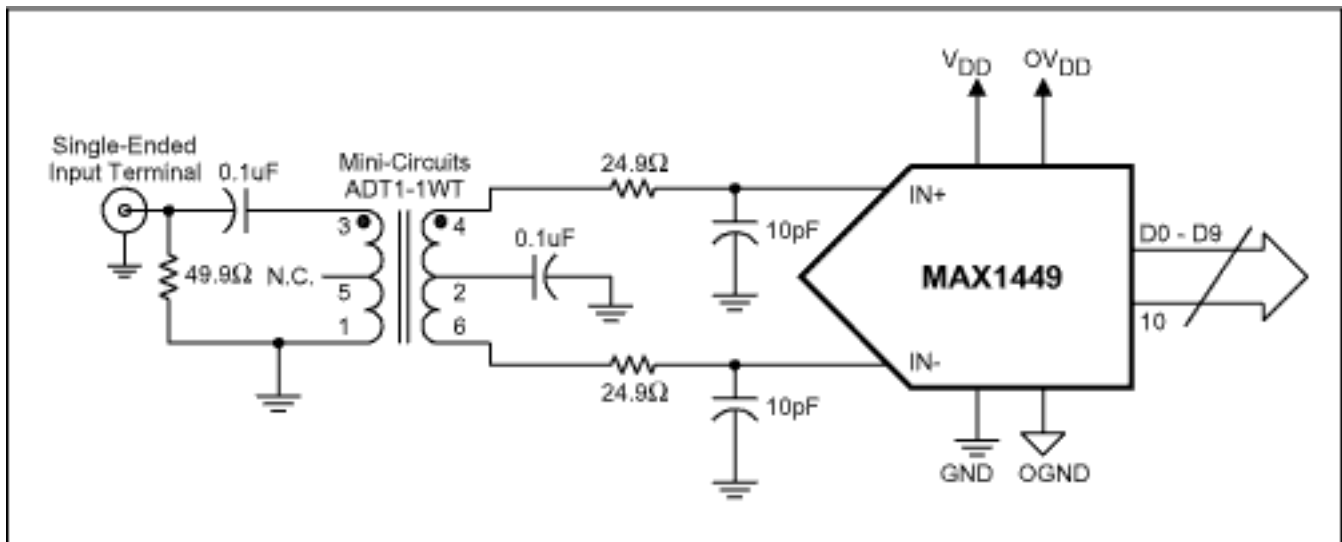 Single-Ended
Input Terminal
0.1uF
49.9Ω
N.C.
Mini-Circuits
ADT1-1WT
3
5
1
4
2
6
0.1uF
24.9Ω
10pF
24.9Ω
10pF
VDD
OVDD
IN+
MAX1449
IN-
D0 - D9
10
GND
OGND